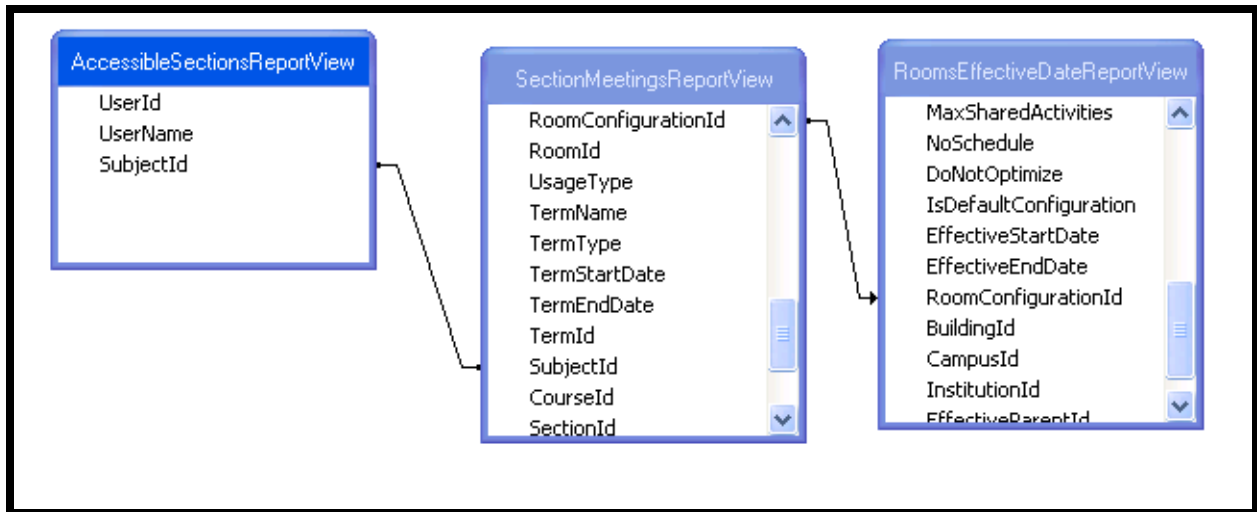 AccessibleSectionsReportView
UserId
UserName
SubjectId
SectionMeetingsReportView
RoomConfigurationId
RoomId
UsageType
TermName
TermType
TermStartDate
TermEndDate
TermId
SubjectId
CourseId
SectionId
RoomsEffectiveDateReportView
MaxSharedActivities
NoSchedule
DoNotOptimize
IsDefaultConfiguration
EffectiveStartDate
EffectiveEndDate
RoomConfigurationId
BuildingId
CampusId
InstitutionId
EffectiveParentId